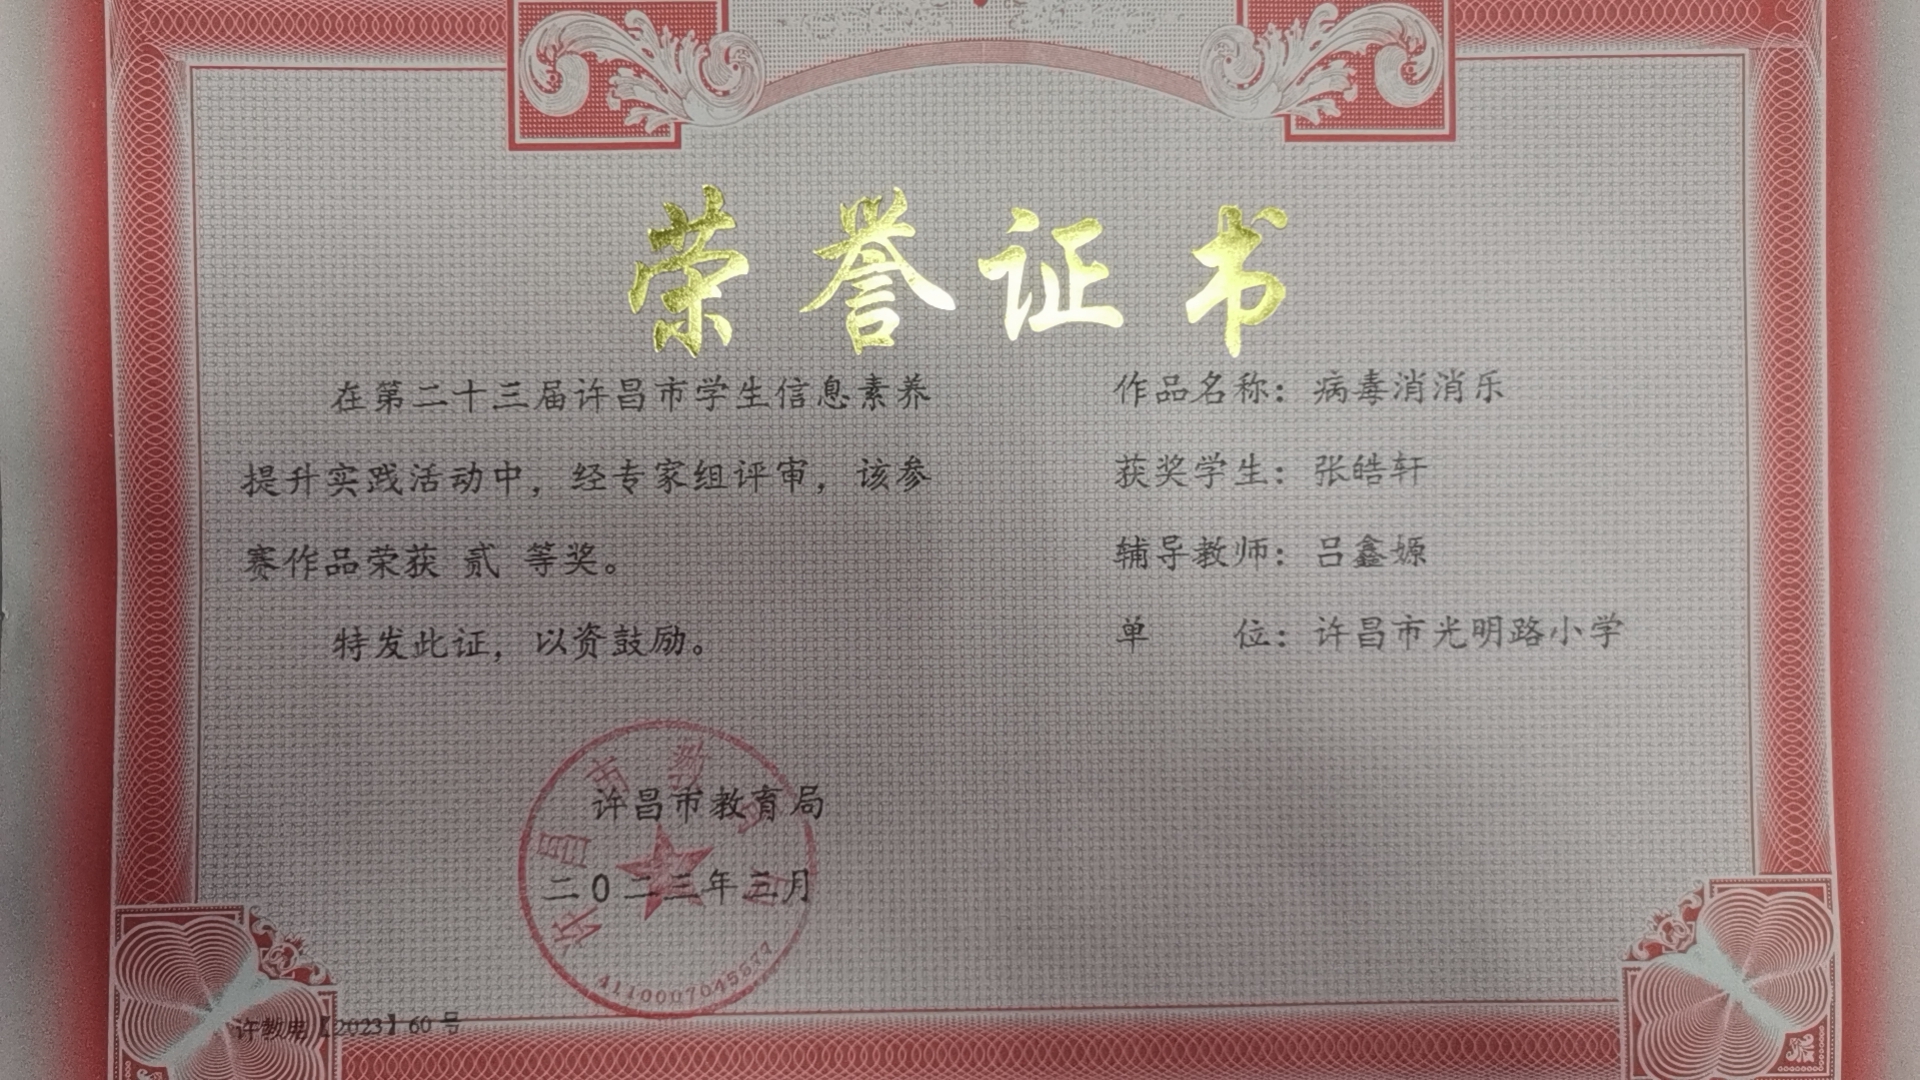 荣誉证书
在第二十三届许昌市学生信息素养
提升实践活动中，经专家组评审，该参
赛作品荣获 贰 等奖。
特发此证，以资鼓励。
许昌市教育局
二0二三年三月
作品名称：病毒消消乐
获奖学生：张皓轩
辅导教师：吕鑫嫄
单 位：许昌市光明路小学
许教电【2023】60号